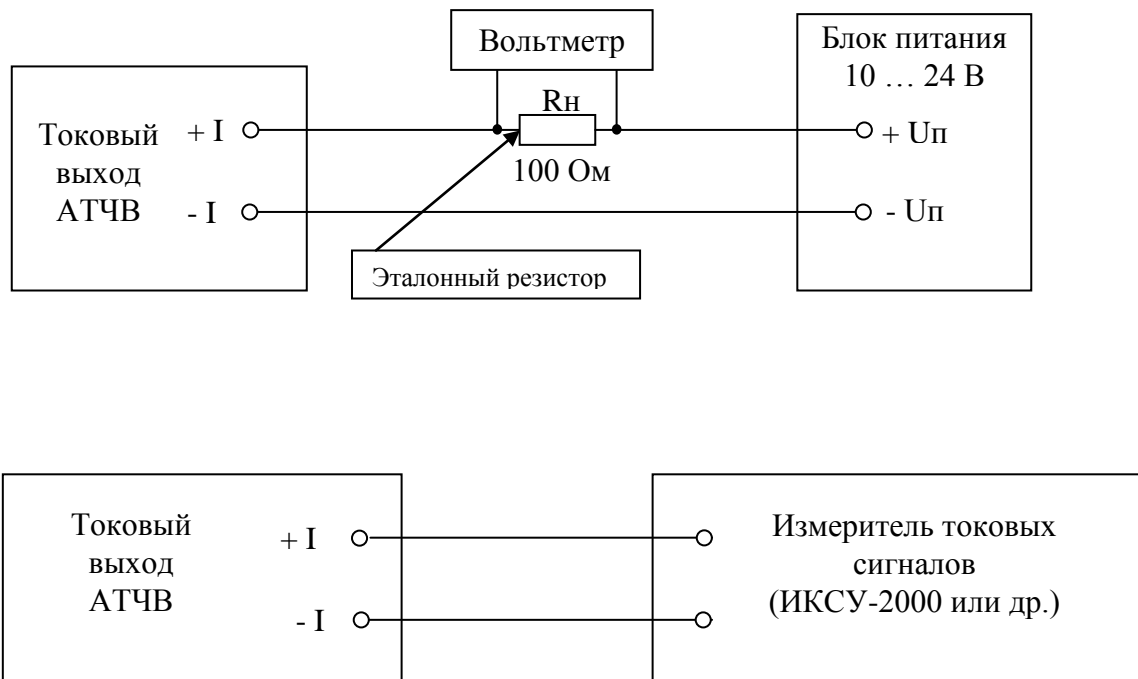 Вольтметр
Блок питания
10 … 24 В
Токовый
выход
АТЧВ
+ I
- I
Rн
100 Ом
+ Uп
- Uп
Эталонный резистор
Токовый
выход
АТЧВ
+ I
- I
Измеритель токовых
сигналов
(ИКСУ-2000 или др.)